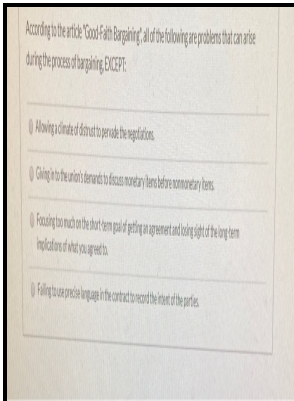 According to the article "Good-Faith Bargaining", all of the following are problems that can arise
during the process of bargaining, EXCEPT:
Allowing a climate of distrust to pervade the negotiations.
Giving in to the union's demands to discuss monetary items before nonmonetary items.
Focusing too much on the short-term goal of getting an agreement and losing sight of the long-term
implications of what you agreed to.
Failing to use precise language in the contract to record the intent of the parties.